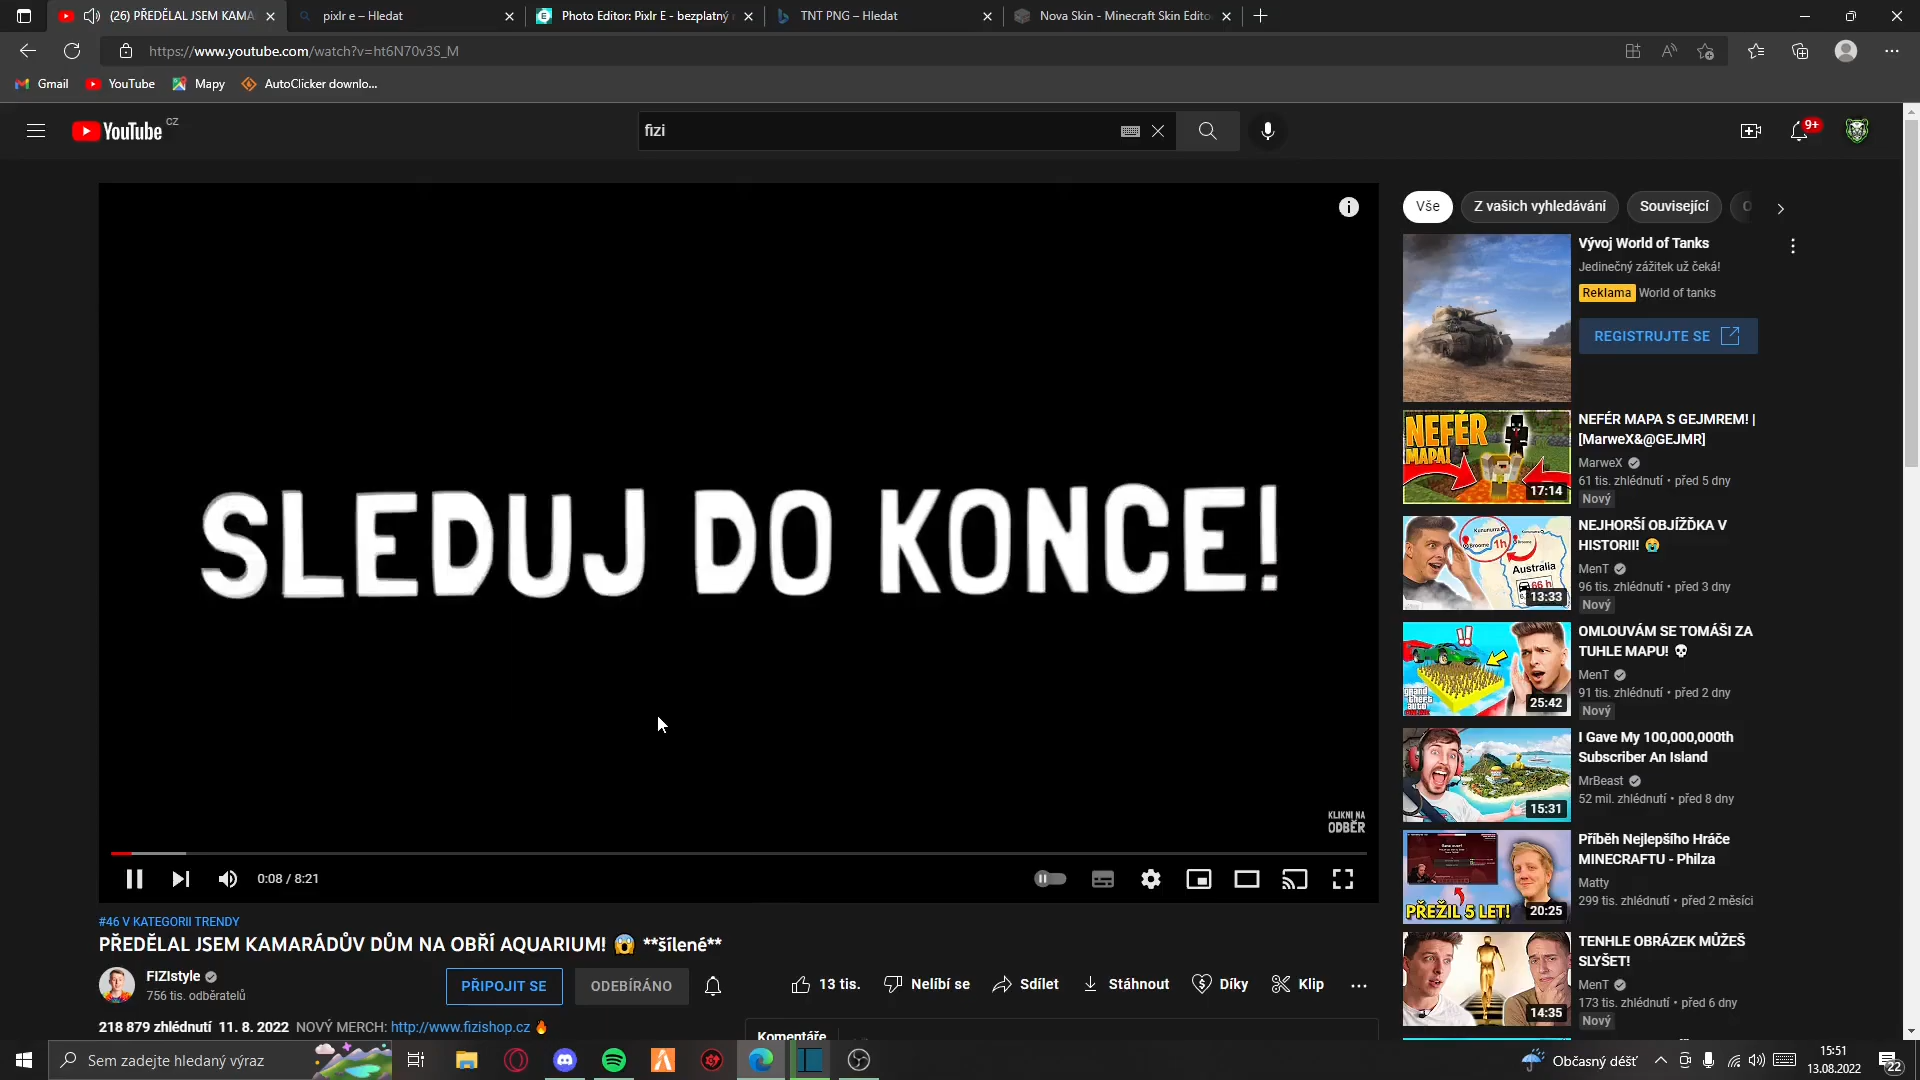 (26) PŘEDĚLAL JSEM KAMA
pixlr e – Hledat
Photo Editor: Pixlr E - bezplatný
TNT PNG – Hledat
Nova Skin - Minecraft Skin Edito
https://www.youtube.com/watch?v=ht6N70v3S_M
Gmail
YouTube
Mapy
AutoClicker downlo...
YouTube CZ
fizi
9+
SLEDUJ DO KONCE!
KLIKNI NA
ODBĚR
0:08 / 8:21
#46 V KATEGORII TRENDY
PŘEDĚLAL JSEM KAMARÁDŮV DŮM NA OBŘÍ AQUARIUM! 😱 **šílené**
FIZIstyle
756 tis. odběratelů
PŘIPOJIT SE
ODEBÍRÁNO
13 tis.
Nelíbí se
Sdílet
Stáhnout
Díky
Klip
218 879 zhlédnutí 11. 8. 2022 NOVÝ MERCH: http://www.fizishop.cz 🔥
Komentáře
Vše
Z vašich vyhledávání
Související
Vývoj World of Tanks
Jedinečný zážitek už čeká!
Reklama World of tanks
REGISTRUJTE SE
NEFÉR
MAPA!
17:14
NEFÉR MAPA S GEJMREM! |
[MarweX&@GEJMR]
MarweX
61 tis. zhlédnutí • před 5 dny
Nový
1h
Australia
66 h
13:33
NEJHORŠÍ OBJÍŽĎKA V
HISTORII! 😭
MenT
96 tis. zhlédnutí • před 3 dny
Nový
grand
theft
auto
25:42
OMLOUVÁM SE TOMÁŠI ZA
TUHLE MAPU! 💀
MenT
91 tis. zhlédnutí • před 2 dny
Nový
15:31
I Gave My 100,000,000th
Subscriber An Island
MrBeast
52 mil. zhlédnutí • před 8 dny
PŘEŽIL 5 LET!
20:25
Příběh Nejlepšího Hráče
MINECRAFTU - Philza
Matty
299 tis. zhlédnutí • před 2 měsíci
14:35
TENHLE OBRÁZEK MŮŽEŠ
SLYŠET!
MenT
173 tis. zhlédnutí • před 6 dny
Nový
Sem zadejte hledaný výraz
Občasný déšť
15:51
13.08.2022
22